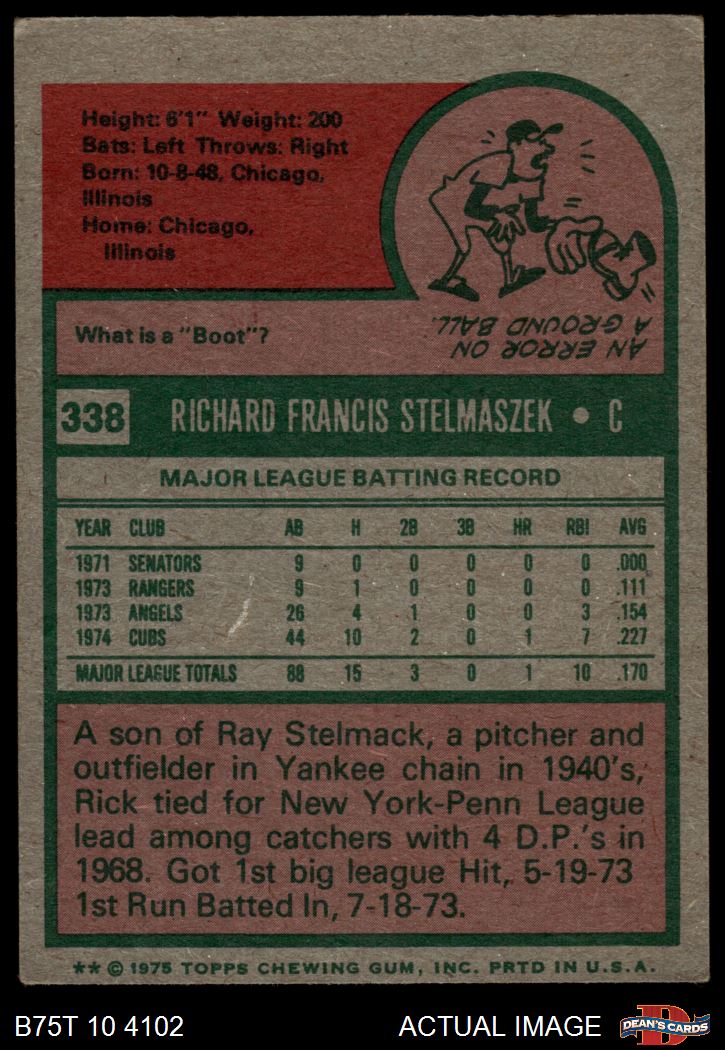 Height: 6'1" Weight: 200
Bats: Left Throws: Right
Born: 10-8-48, Chicago,
Illinois
Home: Chicago,
Illinois
What is a "Boot"?
AN ERROR ON
A GROUND BALL.
338 RICHARD FRANCIS STELMASZEK • C
MAJOR LEAGUE BATTING RECORD
YEAR CLUB AB H 2B 3B HR RBI AVG
1971 SENATORS 9 0 0 0 0 0 .000
1973 RANGERS 9 1 0 0 0 0 .111
1973 ANGELS 26 4 1 0 0 3 .154
1974 CUBS 44 10 2 0 1 7 .227
MAJOR LEAGUE TOTALS 88 15 3 0 1 10 .170
A son of Ray Stelmack, a pitcher and
outfielder in Yankee chain in 1940's,
Rick tied for New York-Penn League
lead among catchers with 4 D.P.'s in
1968. Got 1st big league Hit, 5-19-73
1st Run Batted In, 7-18-73.
** © 1975 TOPPS CHEWING GUM, INC. PRTD IN U.S.A.
B75T 10 4102 ACTUAL IMAGE D DEAN'S CARDS